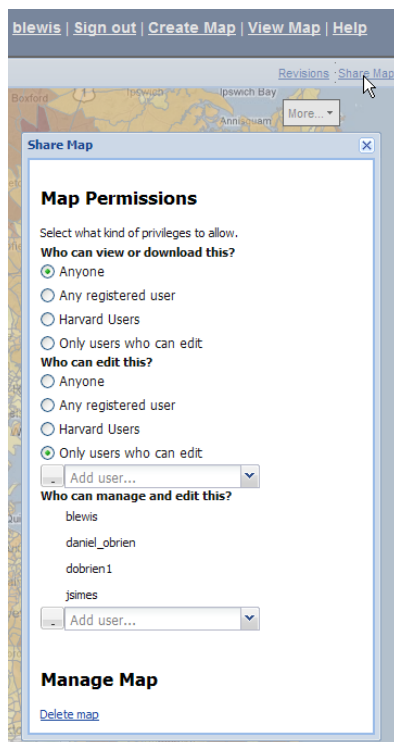 blewis | Sign out | Create Map | View Map | Help
Revisions Share Map
Boxford
Ipswich
Ipswich Bay
Annisquam
More...
Share Map
Map Permissions
Select what kind of privileges to allow.
Who can view or download this?
Anyone
Any registered user
Harvard Users
Only users who can edit
Who can edit this?
Anyone
Any registered user
Harvard Users
Only users who can edit
- Add user...
Who can manage and edit this?
blewis
daniel_obrien
dobrien1
jsimes
- Add user...
Manage Map
Delete map